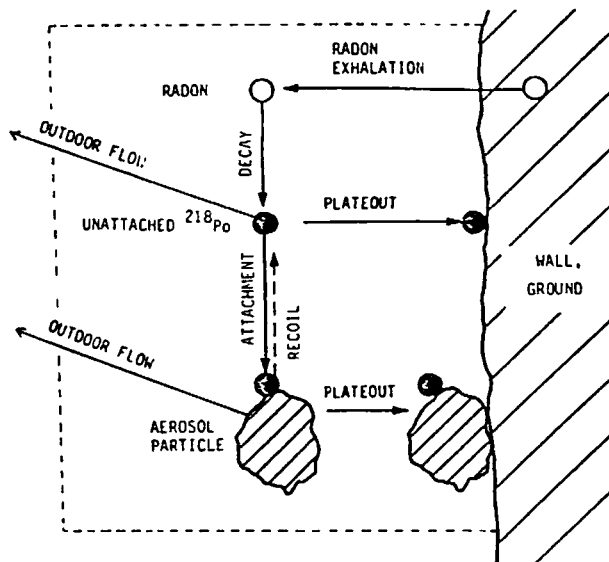 RADON
EXHALATION
RADON
DECAY
OUTDOOR FLOW
UNATTACHED ²¹⁸Po
PLATEOUT
WALL,
GROUND
ATTACHMENT
RECOIL
OUTDOOR FLOW
PLATEOUT
AEROSOL
PARTICLE